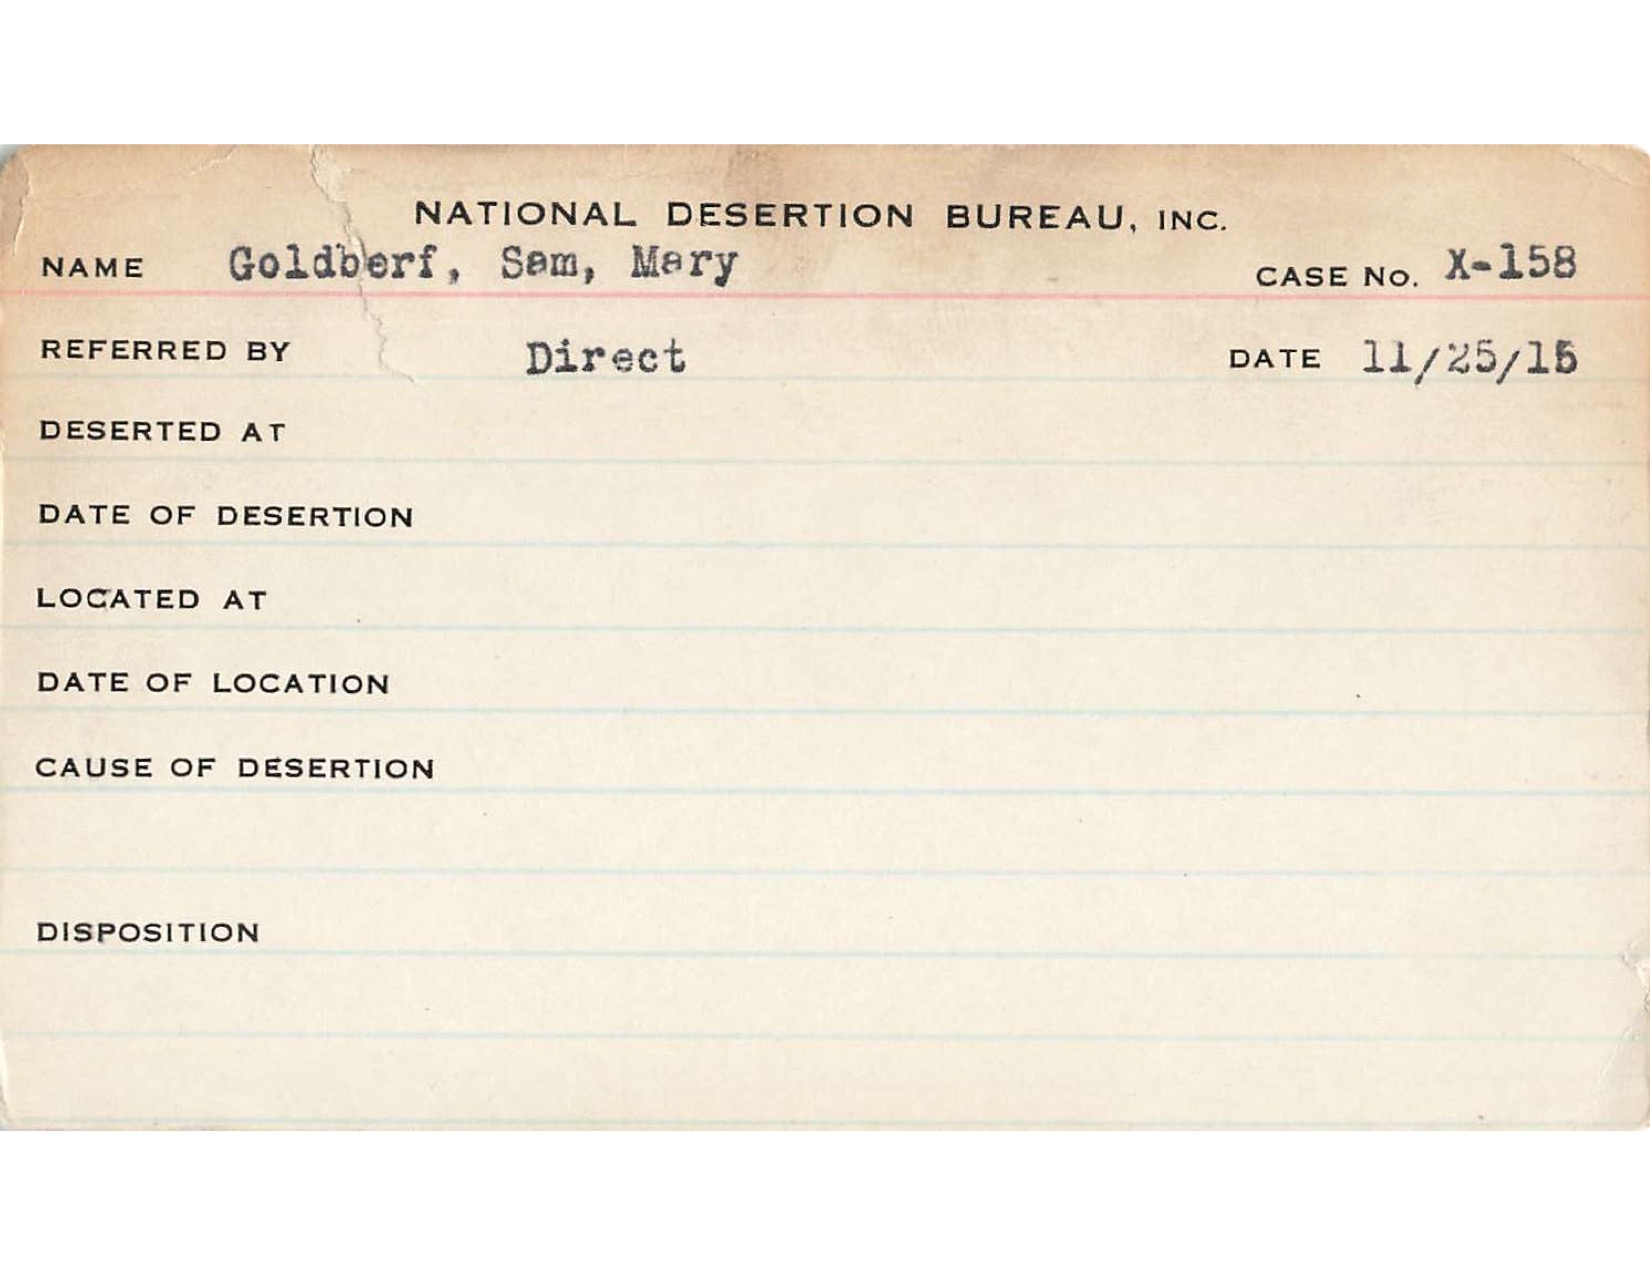 NATIONAL DESERTION BUREAU, INC.
NAME Goldberf, Sam, Mary CASE No. X-158
REFERRED BY Direct DATE 11/25/15
DESERTED AT
DATE OF DESERTION
LOCATED AT
DATE OF LOCATION
CAUSE OF DESERTION
DISPOSITION